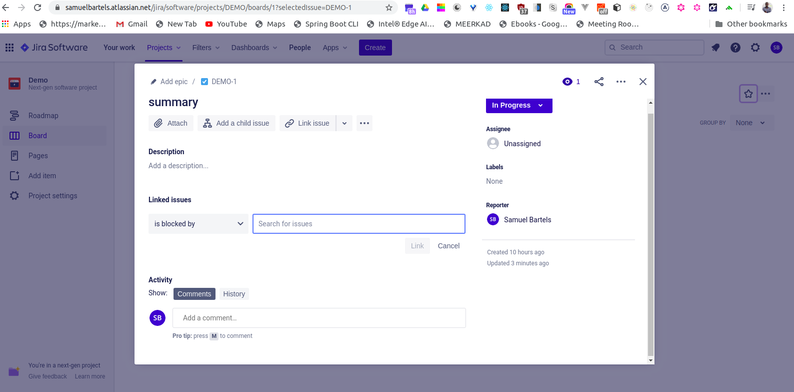 samuelbartels.atlassian.net/jira/software/projects/DEMO/boards/1?selectedIssue=DEMO-1
Apps
https://marke...
Gmail
New Tab
YouTube
Maps
Spring Boot CLI
Intel® Edge AI...
MEERKAD
Ebooks - Goog...
Meeting Roo...
Other bookmarks
Jira Software
Your work
Projects
Filters
Dashboards
People
Apps
Create
Search
SB
Demo
Next-gen software project
Roadmap
Board
Pages
Add item
Project settings
You're in a next-gen project
Give feedback
Learn more
GROUP BY
None
Add epic / DEMO-1
1
summary
Attach
Add a child issue
Link issue
Description
Add a description...
Linked issues
is blocked by
Search for issues
Link
Cancel
Activity
Show:
Comments
History
SB
Add a comment...
Pro tip: press M to comment
In Progress
Assignee
Unassigned
Labels
None
Reporter
SB
Samuel Bartels
Created 10 hours ago
Updated 3 minutes ago